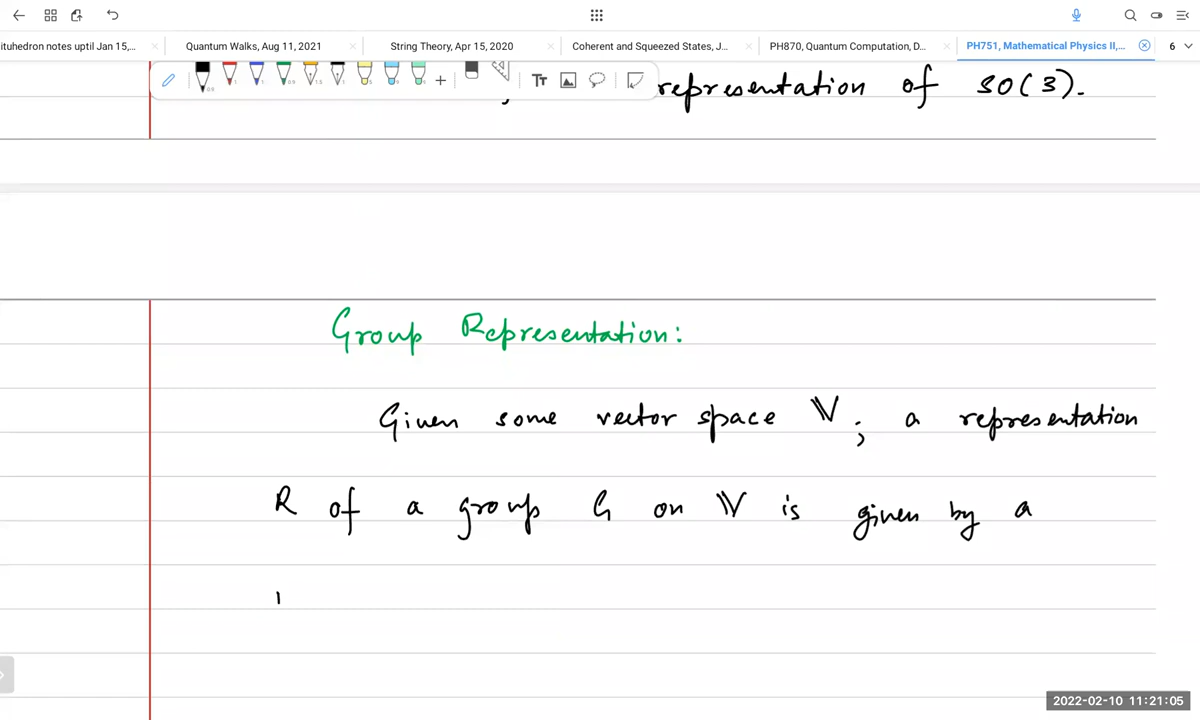 ituhedron notes uptil Jan 15,...
Quantum Walks, Aug 11, 2021
String Theory, Apr 15, 2020
Coherent and Squeezed States, J...
PH870, Quantum Computation, D...
PH751, Mathematical Physics II,...
6
representation of SO(3).
Group Representation:
Given some vector space V; a representation
R of a group G on V is given by a
2022-02-10 11:21:05